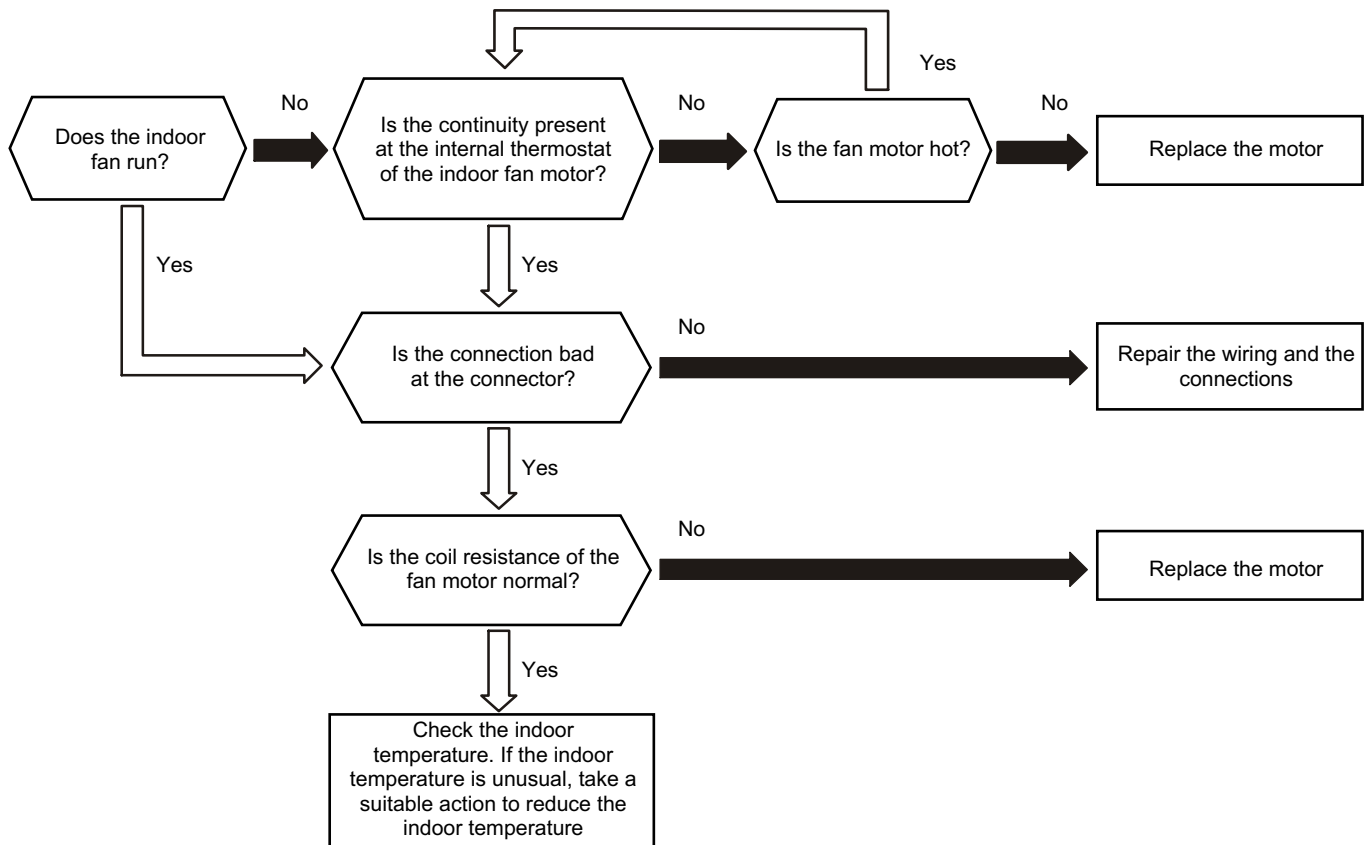 Yes
No
No
No
Does the indoor
fan run?
Is the continuity present
at the internal thermostat
of the indoor fan motor?
Is the fan motor hot?
Replace the motor
Yes
Yes
No
Is the connection bad
at the connector?
Repair the wiring and the
connections
Yes
No
Is the coil resistance of the
fan motor normal?
Replace the motor
Yes
Check the indoor
temperature. If the indoor
temperature is unusual, take a
suitable action to reduce the
indoor temperature